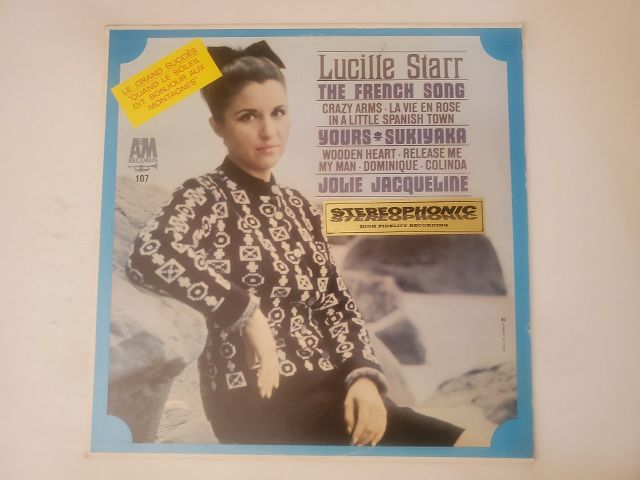 LE GRAND SUCCÈS
"QUAND LE SOLEIL
DIT BONJOUR AUX
MONTAGNES"
A&M
RECORDS
107
Lucille Starr
THE FRENCH SONG
CRAZY ARMS · LA VIE EN ROSE
IN A LITTLE SPANISH TOWN
YOURS · SUKIYAKA
WOODEN HEART · RELEASE ME
MY MAN · DOMINIQUE · COLINDA
JOLIE JACQUELINE
STEREOPHONIC
STEREOPHONIC
HIGH FIDELITY RECORDING